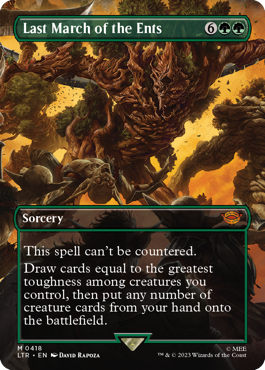 Last March of the Ents 6
Sorcery
This spell can't be countered.
Draw cards equal to the greatest
toughness among creatures you
control, then put any number of
creature cards from your hand onto
the battlefield.
M 0418
LTR • EN DAVID RAPOZA
© MEE
™ & © 2023 Wizards of the Coast